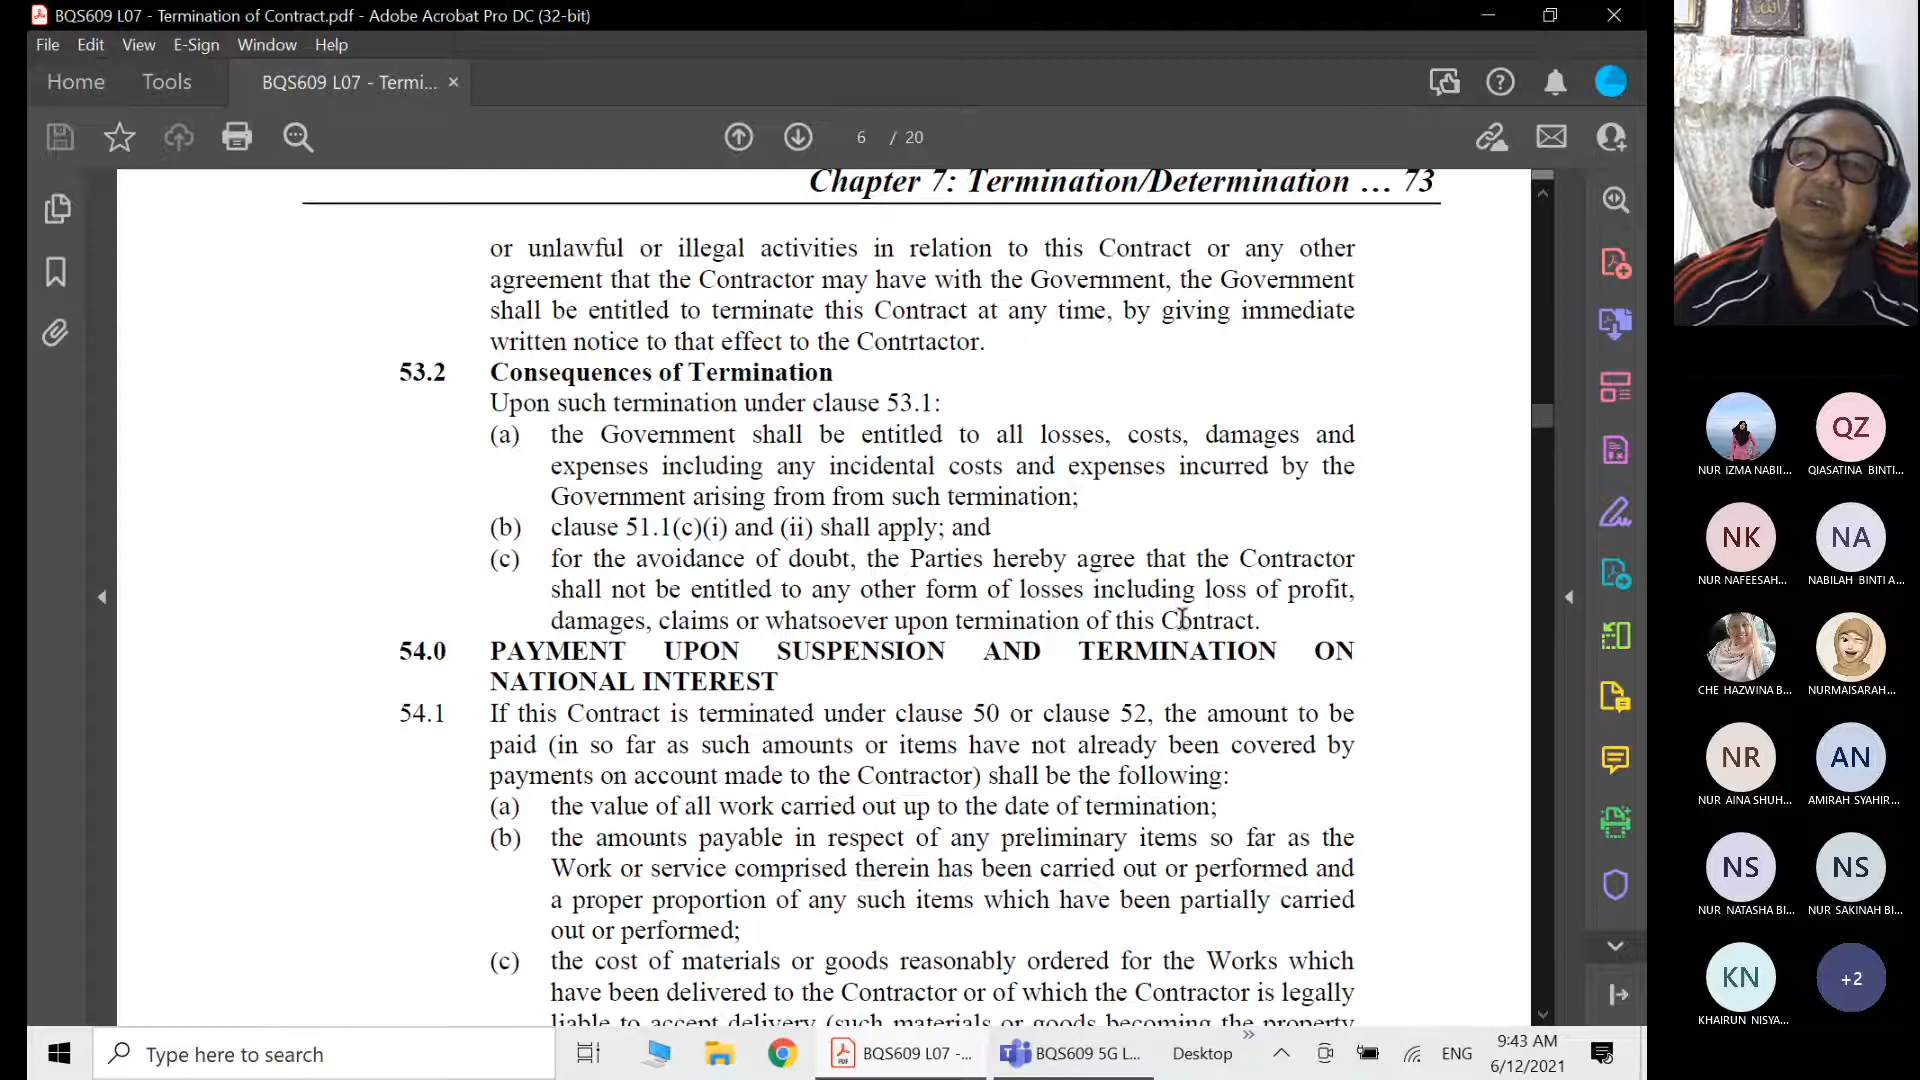 BQS609 L07 - Termination of Contract.pdf - Adobe Acrobat Pro DC (32-bit)
File Edit View E-Sign Window Help
Home Tools BQS609 L07 - Termi... ×
6 / 20
Chapter 7: Termination/Determination … 73
or unlawful or illegal activities in relation to this Contract or any other
agreement that the Contractor may have with the Government, the Government
shall be entitled to terminate this Contract at any time, by giving immediate
written notice to that effect to the Contrtactor.
53.2 Consequences of Termination
Upon such termination under clause 53.1:
(a) the Government shall be entitled to all losses, costs, damages and
expenses including any incidental costs and expenses incurred by the
Government arising from from such termination;
(b) clause 51.1(c)(i) and (ii) shall apply; and
(c) for the avoidance of doubt, the Parties hereby agree that the Contractor
shall not be entitled to any other form of losses including loss of profit,
damages, claims or whatsoever upon termination of this Contract.
54.0 PAYMENT UPON SUSPENSION AND TERMINATION ON
NATIONAL INTEREST
54.1 If this Contract is terminated under clause 50 or clause 52, the amount to be
paid (in so far as such amounts or items have not already been covered by
payments on account made to the Contractor) shall be the following:
(a) the value of all work carried out up to the date of termination;
(b) the amounts payable in respect of any preliminary items so far as the
Work or service comprised therein has been carried out or performed and
a proper proportion of any such items which have been partially carried
out or performed;
(c) the cost of materials or goods reasonably ordered for the Works which
have been delivered to the Contractor or of which the Contractor is legally
liable to accept delivery (such materials or goods becoming the property
QZ
NUR IZMA NABII... QIASATINA BINTI...
NK NA
NUR NAFEESAH... NABILAH BINTI A...
CHE HAZWINA B... NURMAISARAH...
NR AN
NUR AINA SHUH... AMIRAH SYAHIR...
NS NS
NUR NATASHA BI... NUR SAKINAH BI...
KN +2
KHAIRUN NISYA...
Type here to search
BQS609 L07 -...
BQS609 5G L...
Desktop
ENG
9:43 AM
6/12/2021